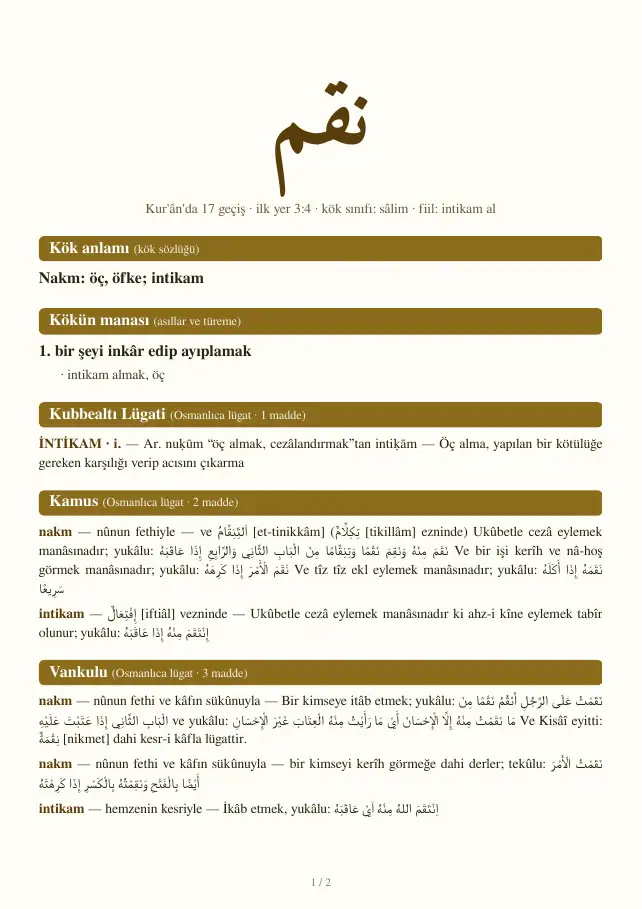 نقم
Kur'ân'da 17 geçiş · ilk yer 3:4 · kök sınıfı: sâlim · fiil: intikam al
Kök anlamı (kök sözlüğü)
Nakm: öç, öfke; intikam
Kökün manası (asıllar ve türeme)
1. bir şeyi inkâr edip ayıplamak
· intikam almak, öç
Kubbealtı Lügati (Osmanlıca lügat · 1 madde)
İNTİKAM · i. — Ar. nuḳūm “öç almak, cezâlandırmak”tan intiḳām — Öç alma, yapılan bir kötülüğe
gereken karşılığı verip acısını çıkarma
Kamus (Osmanlıca lügat · 2 madde)
nakm — nûnun fethiyle — ve اَلتِّنِقَّامُ [et-tinikkâm] (تِكِلَّامٌ [tikillâm] ezninde) Ukûbetle cezâ eylemek
manâsınadır; yukâlu: نَقَمَ مِنْهُ وَنَقِمَ نَقْمًا وَتِنِقَّامًا مِنَ الْبَابِ الثَّانِي وَالرَّابِعِ إِذَا عَاقَبَهُ Ve bir işi kerîh ve nâ-hoş
görmek manâsınadır; yukâlu: نَقَمَ الْأَمْرَ إِذَا كَرِهَهُ Ve tîz tîz ekl eylemek manâsınadır; yukâlu: نَقَمَهُ إِذَا أَكَلَهُ
سَرِيعًا
intikam — إِفْتِعَالٌ [iftiâl] vezninde — Ukûbetle cezâ eylemek manâsınadır ki ahz-i kîne eylemek tabîr
olunur; yukâlu: إِنْتَقَمَ مِنْهُ إِذَا عَاقَبَهُ
Vankulu (Osmanlıca lügat · 3 madde)
nakm — nûnun fethi ve kâfın sükûnuyla — Bir kimseye itâb etmek; yukâlu: نَقَمْتُ عَلَى الرَّجُلِ أَنْقُمُ نَقْمًا مِنَ
الْبَابِ الثَّانِي إِذَا عَتَبْتَ عَلَيْهِ ve yukâlu: مَا نَقَمْتُ مِنْهُ إِلَّا الْإِحْسَانَ أَيْ مَا رَأَيْتُ مِنْهُ الْعِتَابَ غَيْرَ الْإِحْسَانِ Ve Kisâî eyitti:
نِقْمَةٌ [nikmet] dahi kesr-i kâfla lügattir.
nakm — nûnun fethi ve kâfın sükûnuyla — bir kimseyi kerîh görmeğe dahi derler; tekûlu: نَقَمْتُ الْأَمْرَ
أَيْضًا بِالْفَتْحِ وَنَقِمْتُهُ بِالْكَسْرِ إِذَا كَرِهْتَهُ
intikam — hemzenin kesriyle — İkâb etmek, yukâlu: اِنْتَقَمَ اللهُ مِنْهُ اَيْ عَاقَبَهُ
1 / 2